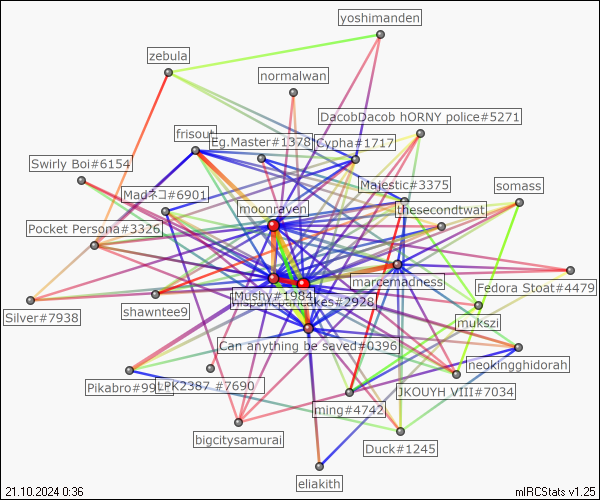 yoshimanden
zebula
normalwan
DacobDacob hORNY police#5271
frisout
Eg.Master#1378
Cypha#1717
Swirly Boi#6154
Majestic#3375
somass
Madネコ#6901
moonraven
thesecondtwat
Pocket Persona#3326
marcemadness
Fedora Stoat#4479
Mushy#1984
Silver#7938
shawntee9
mukszi
Can anything be saved#0396
neokingghidorah
Pikabro#99
LPK2387 #7690
JKOUYH VIII#7034
ming#4742
bigcitysamurai
Duck#1245
eliakith
21.10.2024 0:36
mIRCStats v1.25